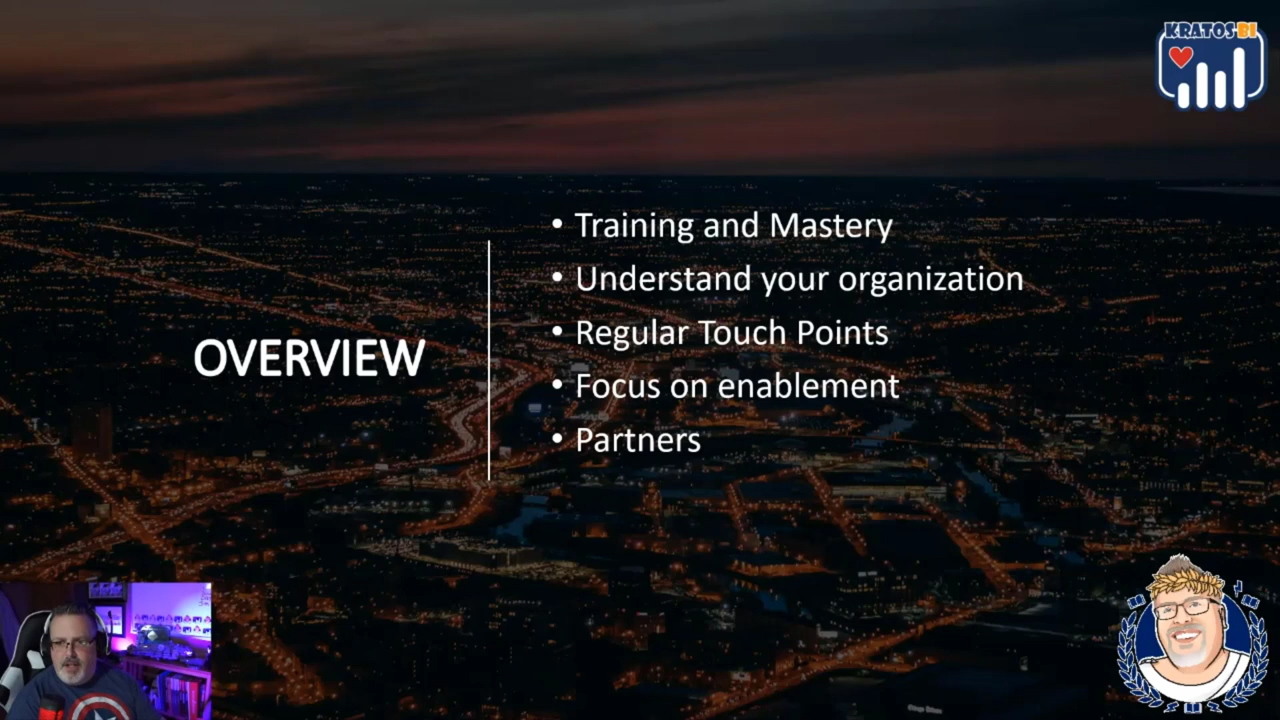 KRATOS BI
OVERVIEW
• Training and Mastery
• Understand your organization
• Regular Touch Points
• Focus on enablement
• Partners